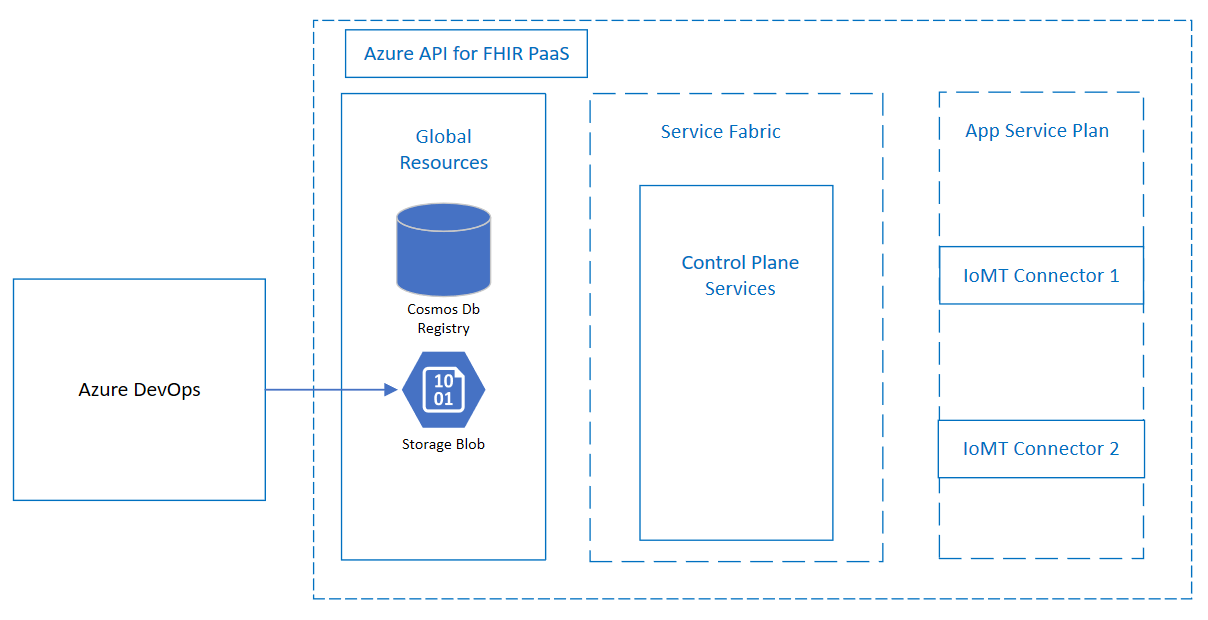 Azure API for FHIR PaaS
Global
Resources
Cosmos Db
Registry
10
01
Storage Blob
Azure DevOps
Service Fabric
Control Plane
Services
App Service Plan
IoMT Connector 1
IoMT Connector 2